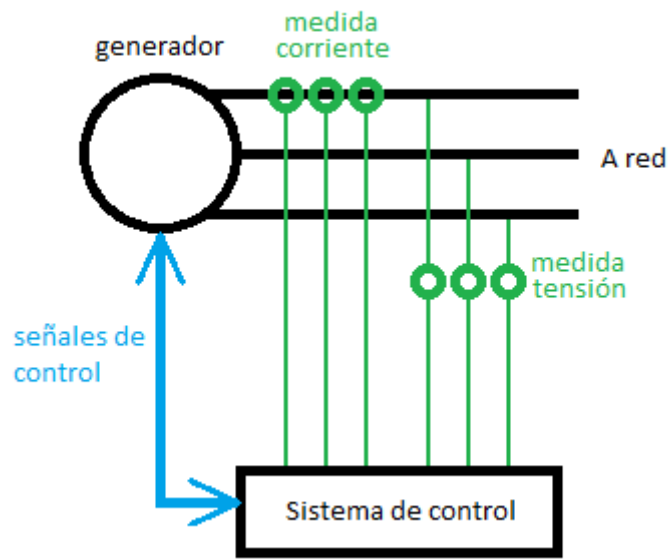 medida
corriente
generador
A red
medida
tensión
señales de
control
Sistema de control